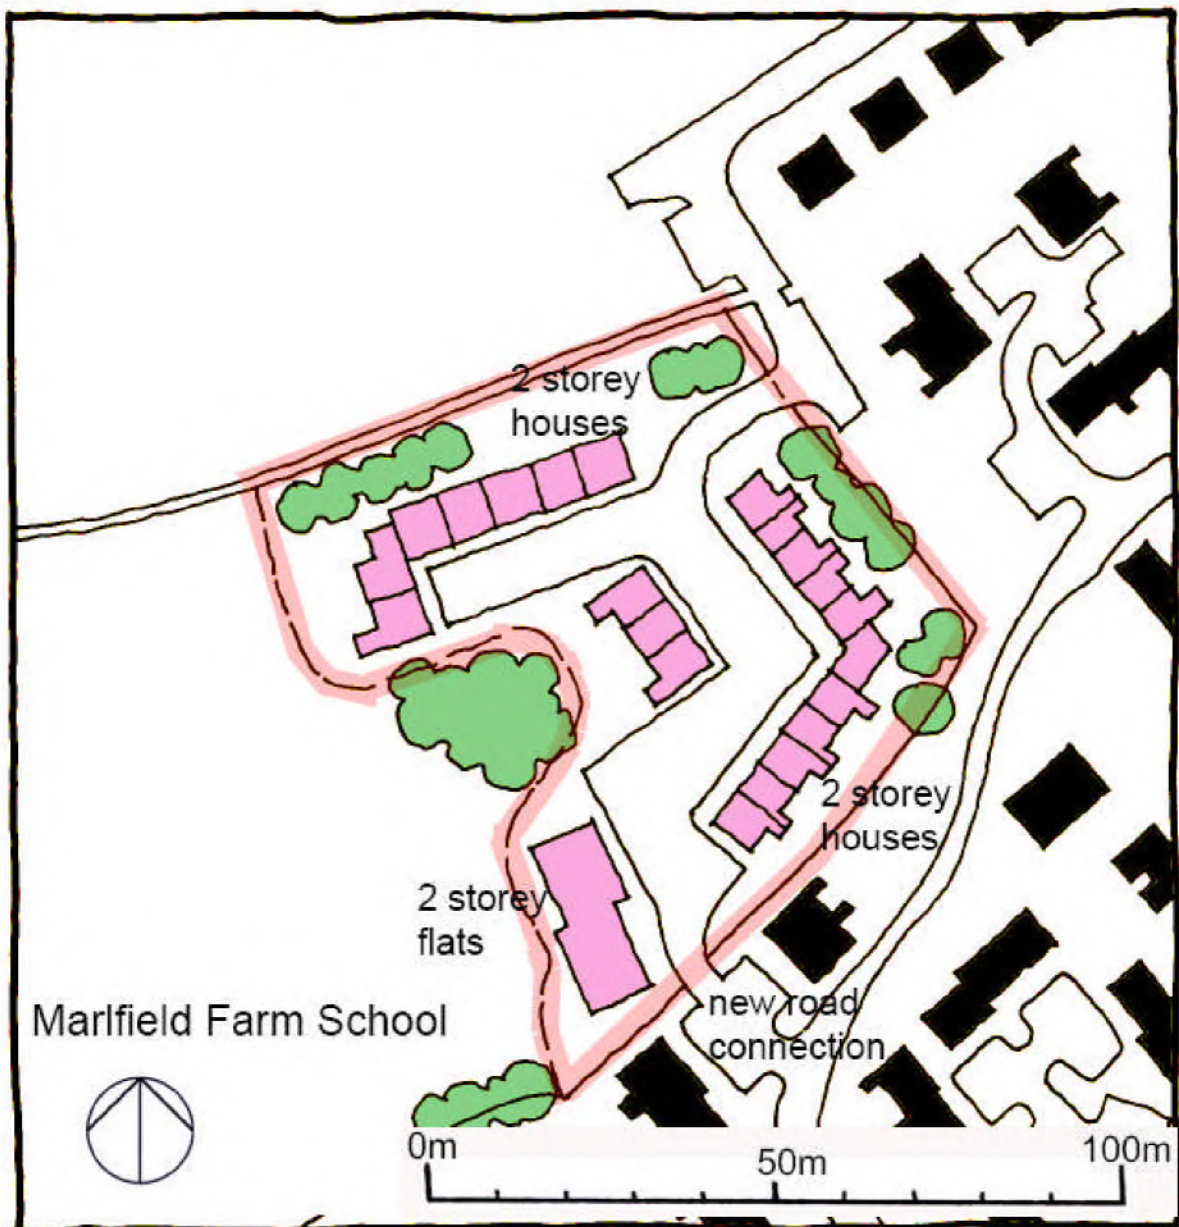 2 storey
houses
2 storey
houses
2 storey
flats
new road
connection
Marlfield Farm School
0m
50m
100m